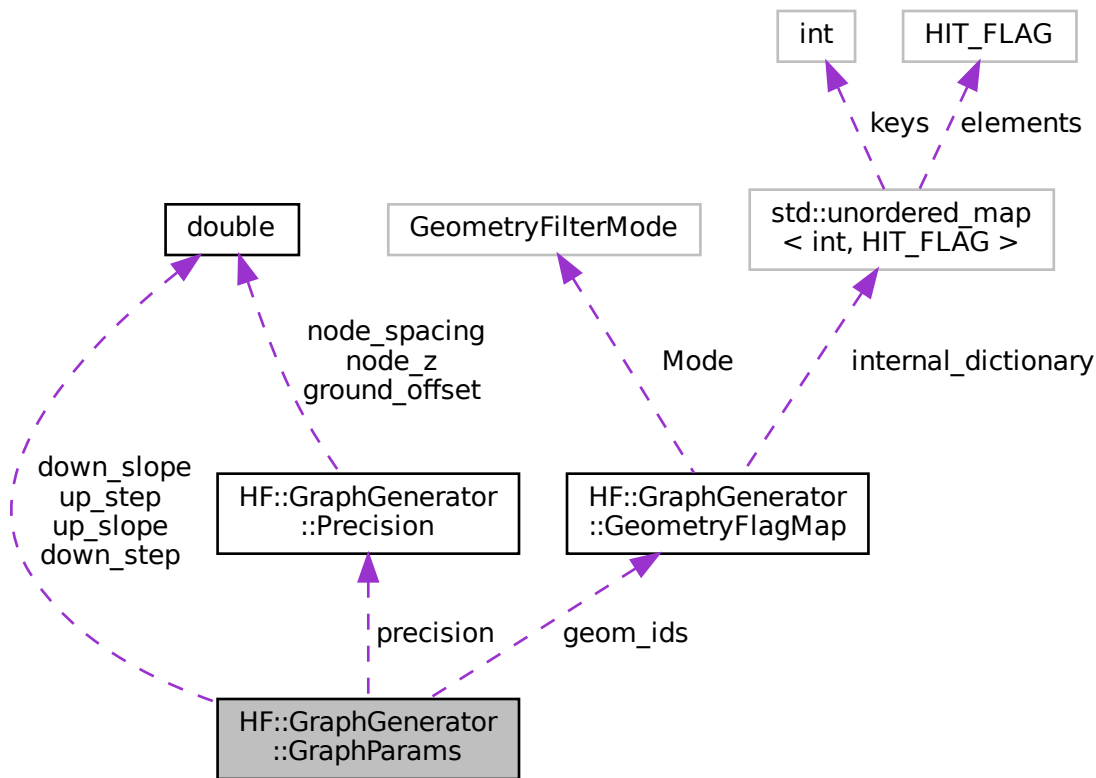 int
HIT_FLAG
keys
elements
double
GeometryFilterMode
std::unordered_map
< int, HIT_FLAG >
node_spacing
node_z
ground_offset
Mode
internal_dictionary
down_slope
up_step
up_slope
down_step
HF::GraphGenerator
::Precision
HF::GraphGenerator
::GeometryFlagMap
precision
geom_ids
HF::GraphGenerator
::GraphParams